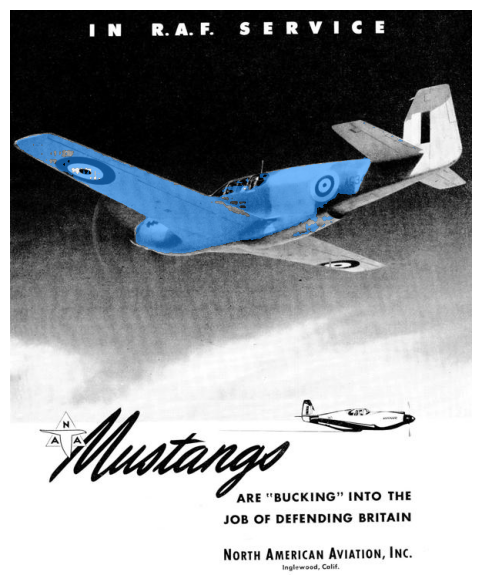 IN R.A.F. SERVICE
N
A A
Mustangs
ARE "BUCKING" INTO THE
JOB OF DEFENDING BRITAIN
NORTH AMERICAN AVIATION, INC.
Inglewood, Calif.